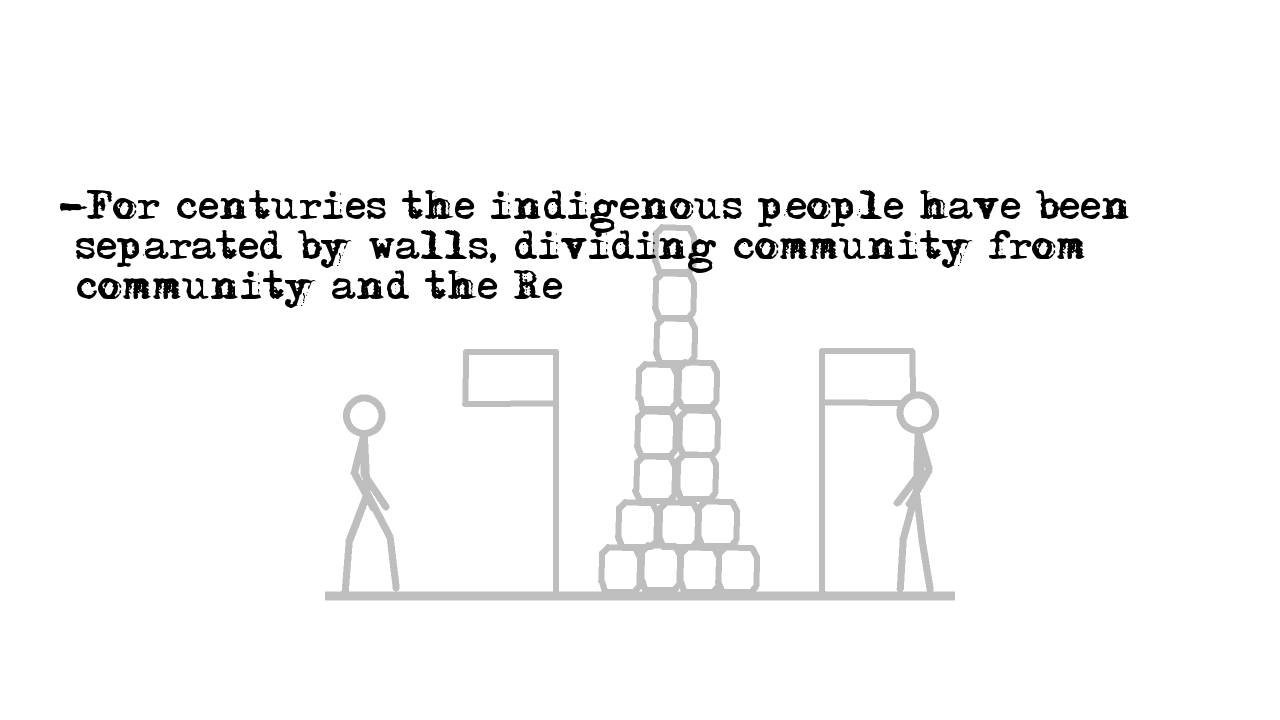 -For centuries the indigenous people have been
separated by walls, dividing community from
community and the Re